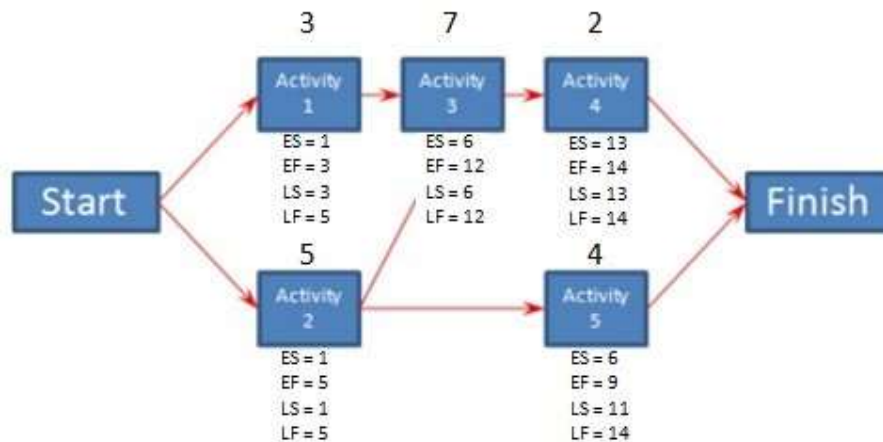 3 7 2
Activity
1
Activity
3
Activity
4
ES = 1
EF = 3
LS = 3
LF = 5
ES = 6
EF = 12
LS = 6
LF = 12
ES = 13
EF = 14
LS = 13
LF = 14
Start
Finish
5 4
Activity
2
Activity
5
ES = 1
EF = 5
LS = 1
LF = 5
ES = 6
EF = 9
LS = 11
LF = 14